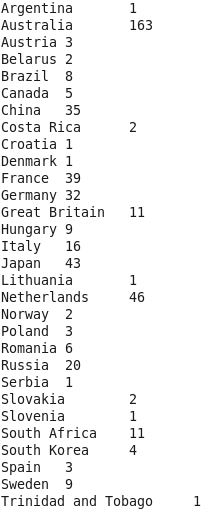 Argentina	1
Australia	163
Austria	3
Belarus	2
Brazil	8
Canada	5
China	35
Costa Rica	2
Croatia	1
Denmark	1
France	39
Germany	32
Great Britain	11
Hungary	9
Italy	16
Japan	43
Lithuania	1
Netherlands	46
Norway	2
Poland	3
Romania	6
Russia	20
Serbia	1
Slovakia	2
Slovenia	1
South Africa	11
South Korea	4
Spain	3
Sweden	9
Trinidad and Tobago	1